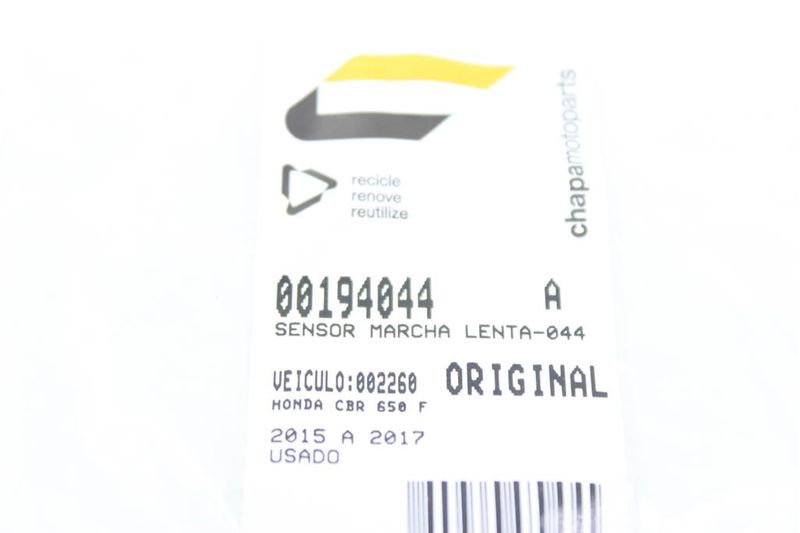 chapamotoparts
recicle
renove
reutilize
00194044 A
SENSOR MARCHA LENTA-044
VEICULO:002260 ORIGINAL
HONDA CBR 650 F
2015 A 2017
USADO